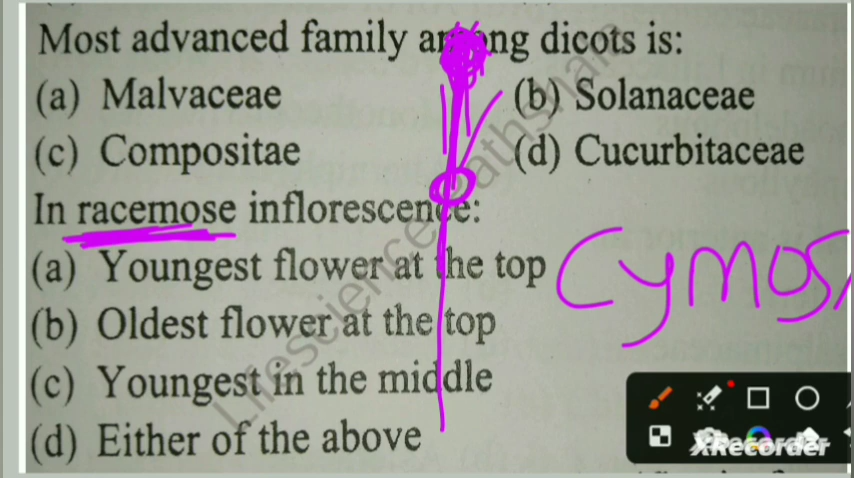 Most advanced family among dicots is:
(a) Malvaceae (b) Solanaceae
(c) Compositae (d) Cucurbitaceae
In racemose inflorescence:
(a) Youngest flower at the top
Cymos
(b) Oldest flower at the top
(c) Youngest in the middle
(d) Either of the above
XRecorder